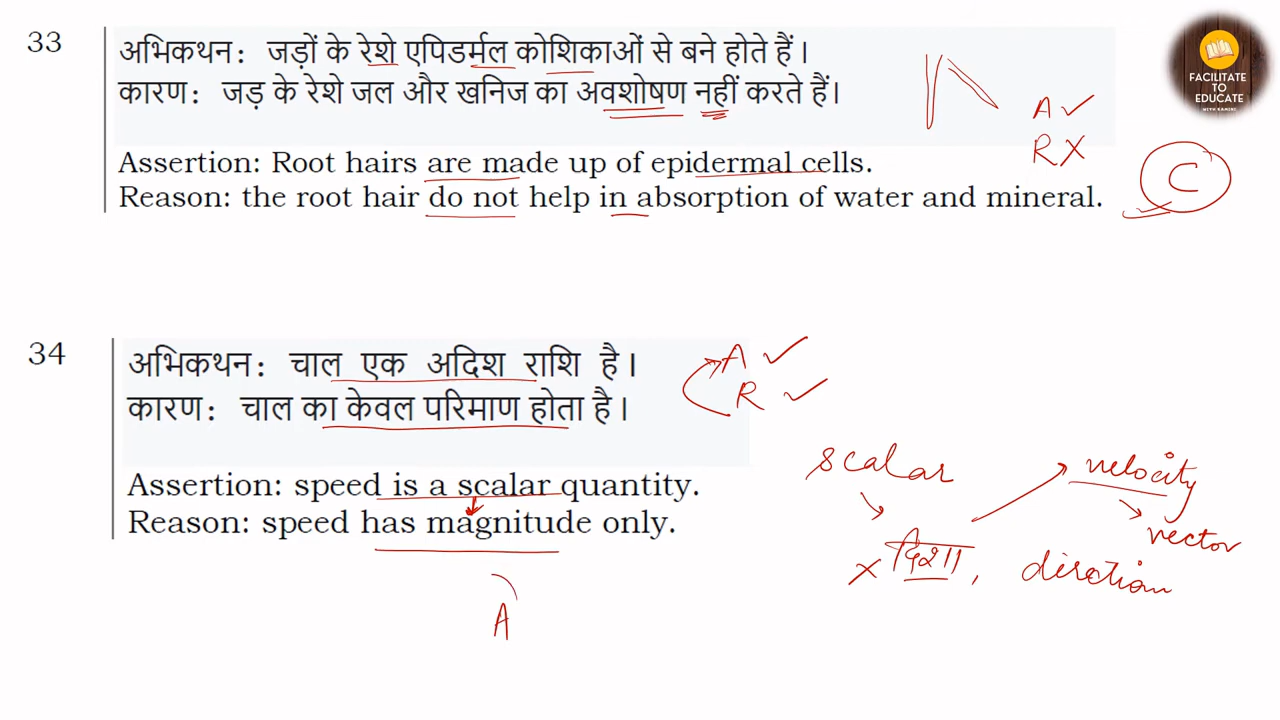 33
अभिकथन: जड़ों के रेशे एपिडर्मल कोशिकाओं से बने होते हैं।
कारण: जड़ के रेशे जल और खनिज का अवशोषण नहीं करते हैं।
A ✓
R X
Assertion: Root hairs are made up of epidermal cells.
Reason: the root hair do not help in absorption of water and mineral.
C
FACILITATE
TO
EDUCATE
34
अभिकथन: चाल एक अदिश राशि है।
कारण: चाल का केवल परिमाण होता है।
A ✓
R ✓
Assertion: speed is a scalar quantity.
Reason: speed has magnitude only.
scalar
velocity
vector
x दिशा, direction
A